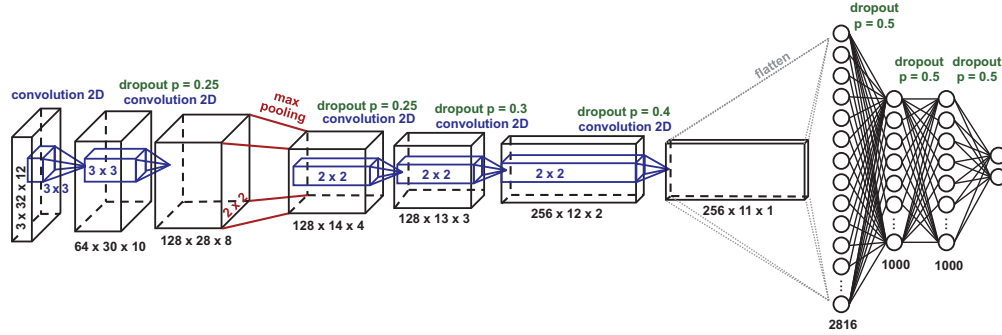 convolution 2D
3 x 32 x 12
3 x 3
dropout p = 0.25
convolution 2D
3 x 3
64 x 30 x 10
128 x 28 x 8
max
pooling
2 x 2
dropout p = 0.25
convolution 2D
2 x 2
128 x 14 x 4
dropout p = 0.3
convolution 2D
2 x 2
128 x 13 x 3
dropout p = 0.4
convolution 2D
2 x 2
256 x 12 x 2
256 x 11 x 1
flatten
dropout
p = 0.5
2816
dropout
p = 0.5
1000
dropout
p = 0.5
1000